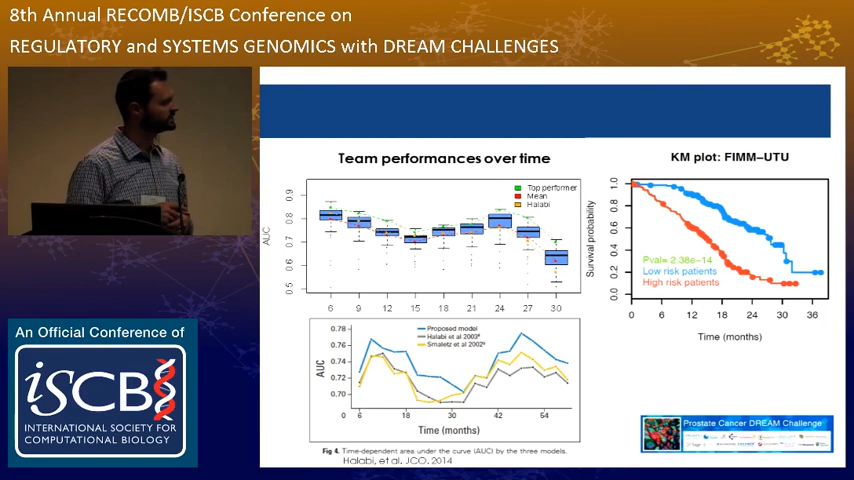 8th Annual RECOMB/ISCB Conference on
REGULATORY and SYSTEMS GENOMICS with DREAM CHALLENGES
Team performances over time
Top performer
Mean
Halabi
AUC
0.9
0.8
0.7
0.6
0.5
6 9 12 15 18 21 24 27 30
KM plot: FIMM-UTU
Survival probability
1.0
0.8
0.6
0.4
0.2
0.0
Pval= 2.38e-14
Low risk patients
High risk patients
0 6 12 18 24 30 36
Time (months)
Proposed model
Halabi et al 2003
Smaletz et al 2002
AUC
0.78
0.76
0.74
0.72
0.70
0 6 18 30 42 54
Time (months)
Fig 4. Time-dependent area under the curve (AUC) by the three models.
Halabi, et al. JCO. 2014
Prostate Cancer DREAM Challenge
An Official Conference of
iSCB
INTERNATIONAL SOCIETY FOR
COMPUTATIONAL BIOLOGY